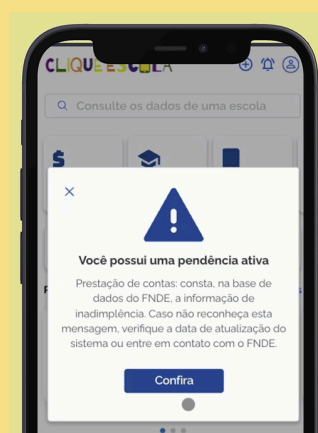 CLIQUE ESCOLA
Consulte os dados de uma escola
Você possui uma pendência ativa
Prestação de contas: consta, na base de
dados do FNDE, a informação de
inadimplência. Caso não reconheça esta
mensagem, verifique a data de atualização do
sistema ou entre em contato com o FNDE.
Confira